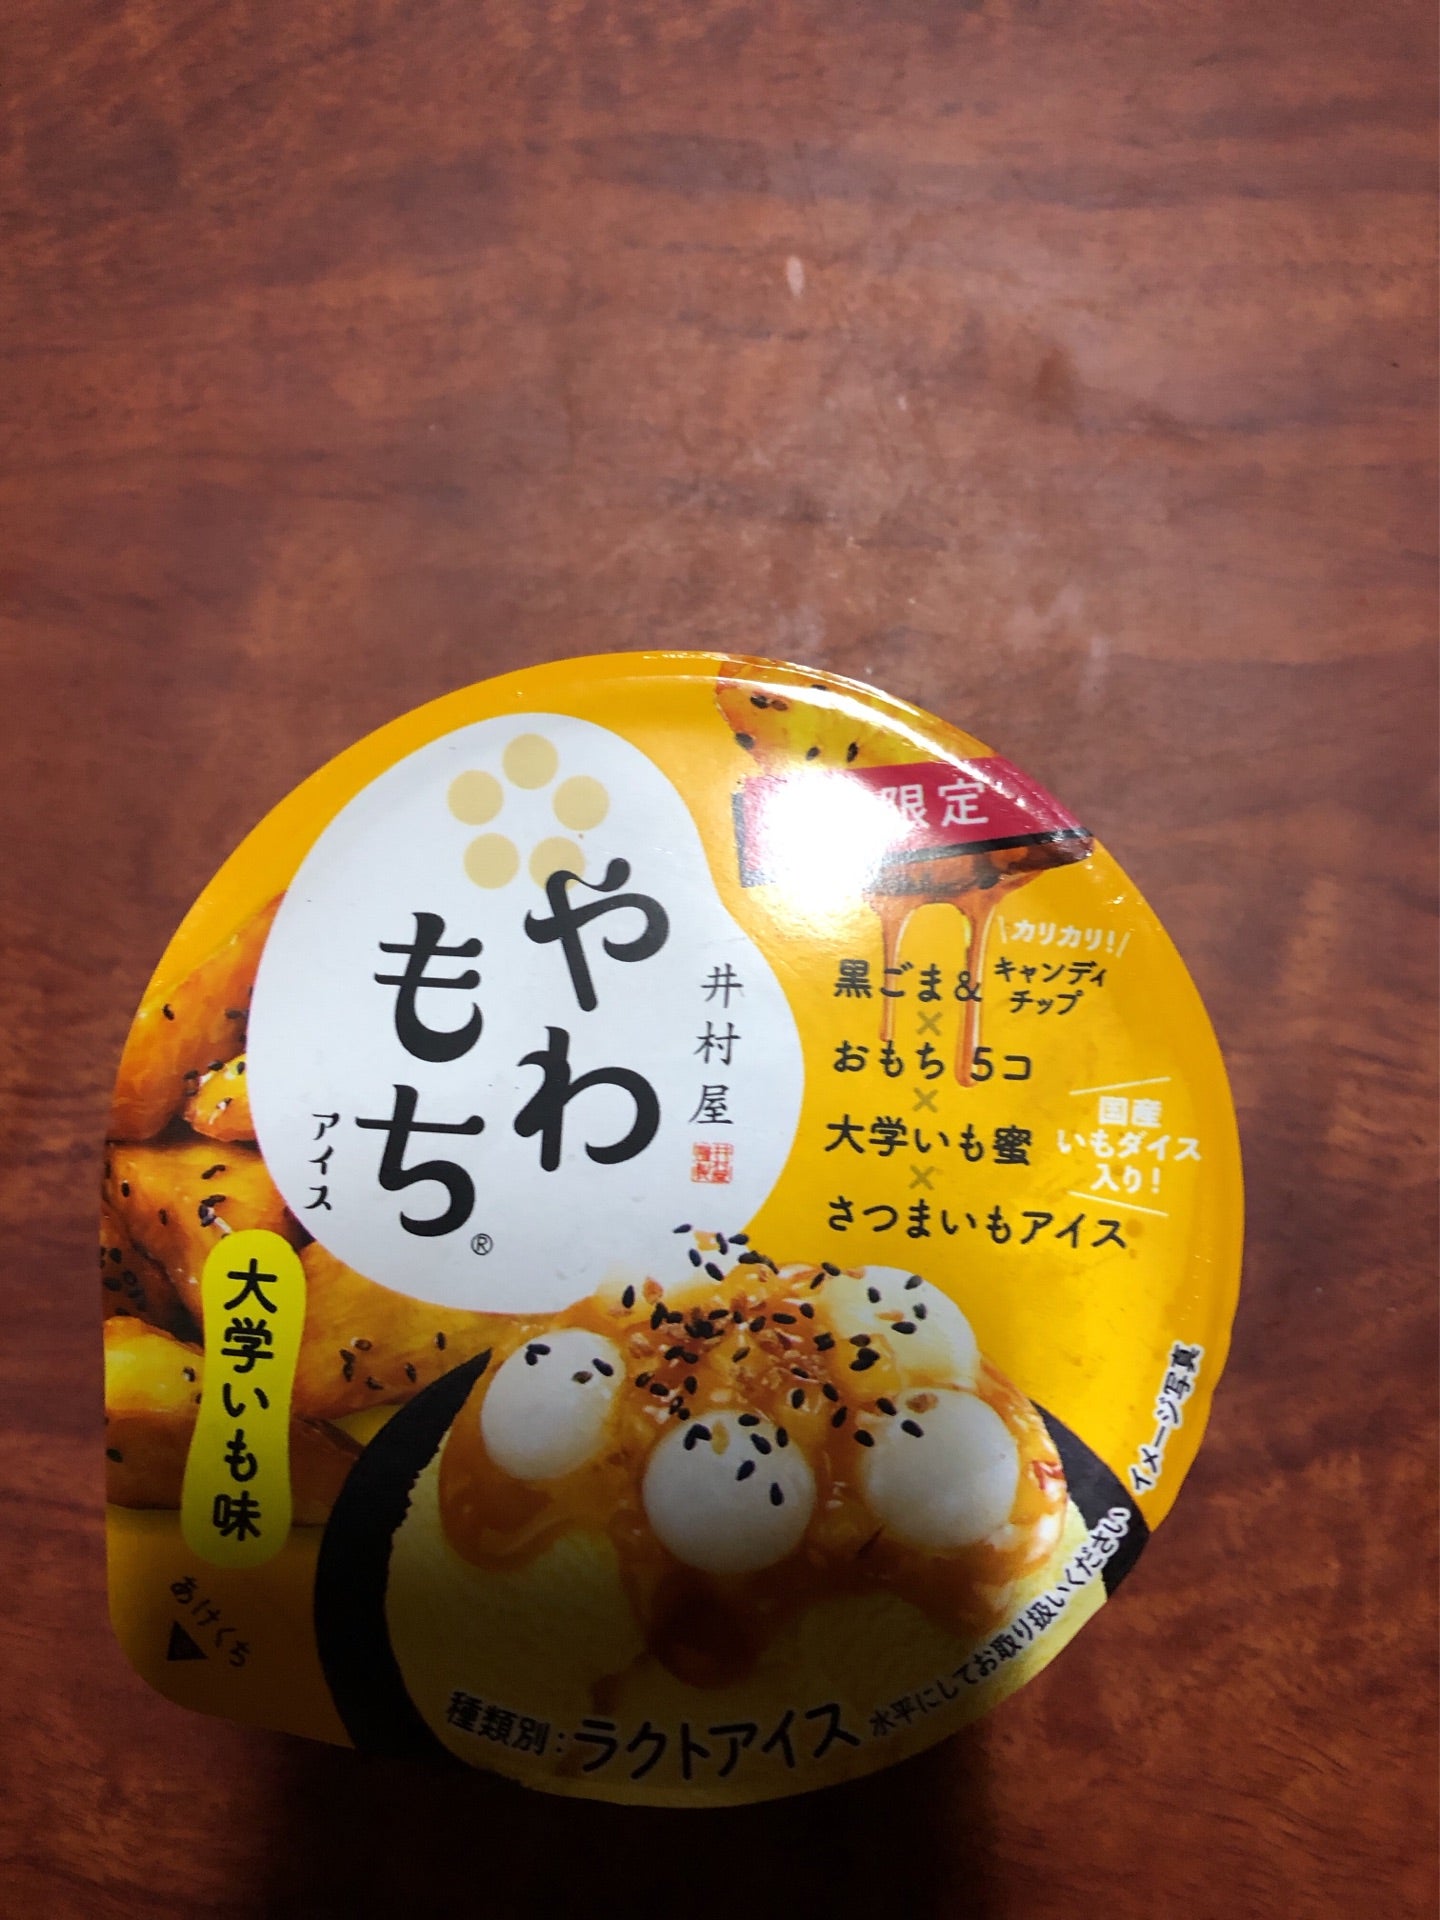 やわ
もち®
アイス
井村屋
大学いも味
限定
カリカリ!
黒ごま&キャンディ
チップ
×
おもち 5コ
×
大学いも蜜
×
さつまいもアイス
国産
いもダイス
入り!
イメージ写真
あけくち
種類別:ラクトアイス
水平にしてお取り扱いください